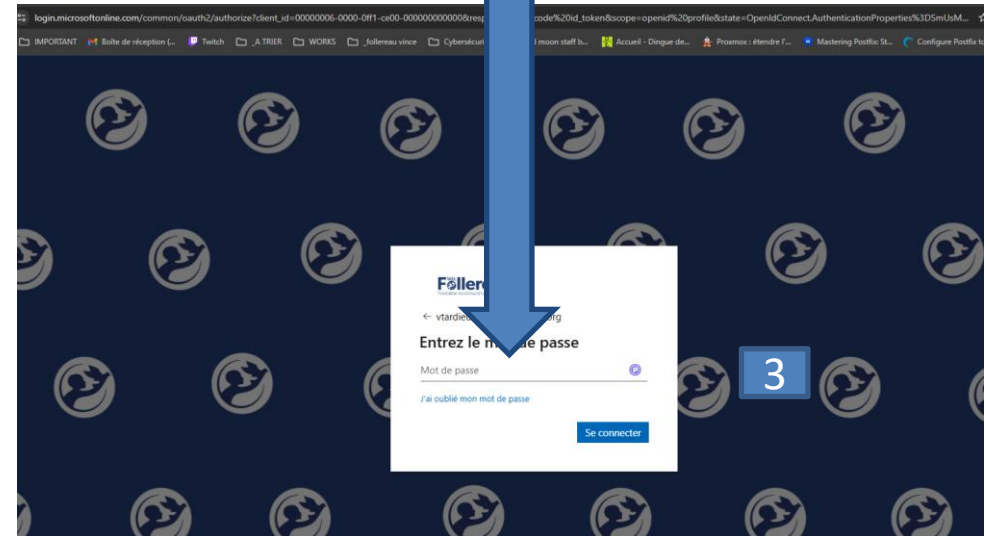 login.microsoftonline.com/common/oauth2/authorize?client_id=00000006-0000-0ff1-ce00-000000000000&resp code%20id_token&scope=openid%20profile&state=OpenIdConnect.AuthenticationProperties%3DSmUsM...
IMPORTANT Boîte de réception (... Twitch _A TRIER WORKS _follereau vince Cybersécuri moon staff b... Accueil - Dingue de... Proxmox : étendre l'... Mastering Postfix: St... Configure Postfix to
Föllere
← vtardieu org
Entrez le m de passe
Mot de passe
J'ai oublié mon mot de passe
Se connecter
3